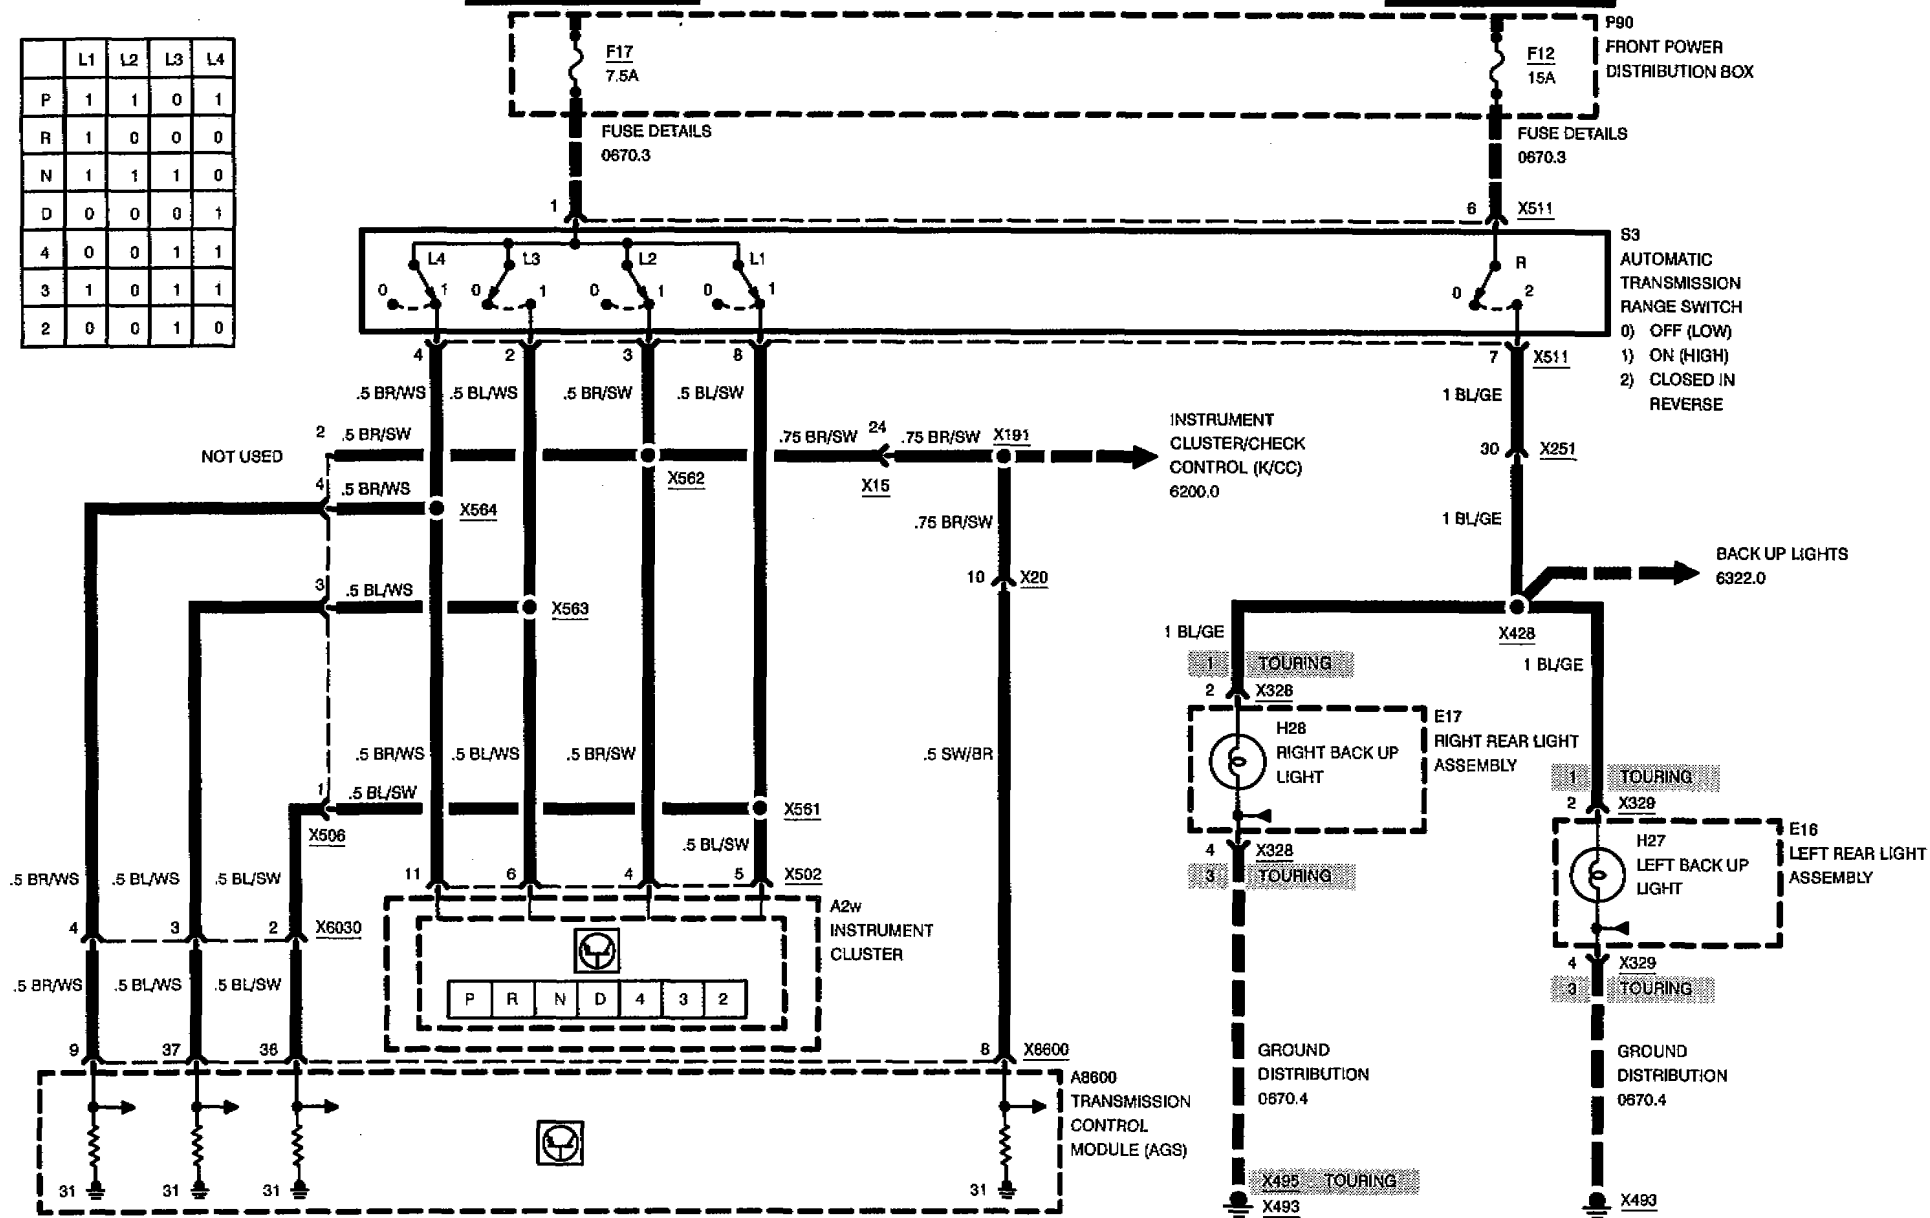 L1 L2 L3 L4
P 1 1 0 1
R 1 0 0 0
N 1 1 1 0
D 0 0 0 1
4 0 0 1 1
3 1 0 1 1
2 0 0 1 0
F17
7.5A
F12
15A
P90
FRONT POWER
DISTRIBUTION BOX
FUSE DETAILS
0670.3
FUSE DETAILS
0670.3
1
6 X511
L4 L3 L2 L1 R
0 1 0 1 0 1 0 1 0 2
S3
AUTOMATIC
TRANSMISSION
RANGE SWITCH
0) OFF (LOW)
1) ON (HIGH)
2) CLOSED IN
REVERSE
4 2 3 8 7 X511
.5 BR/WS .5 BL/WS .5 BR/SW .5 BL/SW 1 BL/GE
NOT USED
2 .5 BR/SW
.75 BR/SW 24 .75 BR/SW X191
X562 X15
INSTRUMENT
CLUSTER/CHECK
CONTROL (K/CC)
6200.0
30 X251
4 .5 BR/WS
X564
.75 BR/SW
1 BL/GE
10 X20
BACK UP LIGHTS
6322.0
3 .5 BL/WS
X563
X428
1 BL/GE
1 BL/GE
1 TOURING
2 X328
H28
RIGHT BACK UP
LIGHT
E17
RIGHT REAR LIGHT
ASSEMBLY
.5 BR/WS .5 BL/WS .5 BR/SW .5 SW/BR
1 .5 BL/SW
X506
X561
.5 BL/SW
1 TOURING
2 X329
H27
LEFT BACK UP
LIGHT
E16
LEFT REAR LIGHT
ASSEMBLY
4 X328
3 TOURING
.5 BR/WS .5 BL/WS .5 BL/SW
11 6 4 5 X502
A2w
INSTRUMENT
CLUSTER
4 3 2 X6030
4 X329
3 TOURING
.5 BR/WS .5 BL/WS .5 BL/SW
P R N D 4 3 2
9 37 36 8 X8600
GROUND
DISTRIBUTION
0670.4
GROUND
DISTRIBUTION
0670.4
A8600
TRANSMISSION
CONTROL
MODULE (AGS)
31 31 31 31
X495 TOURING
X493
X493